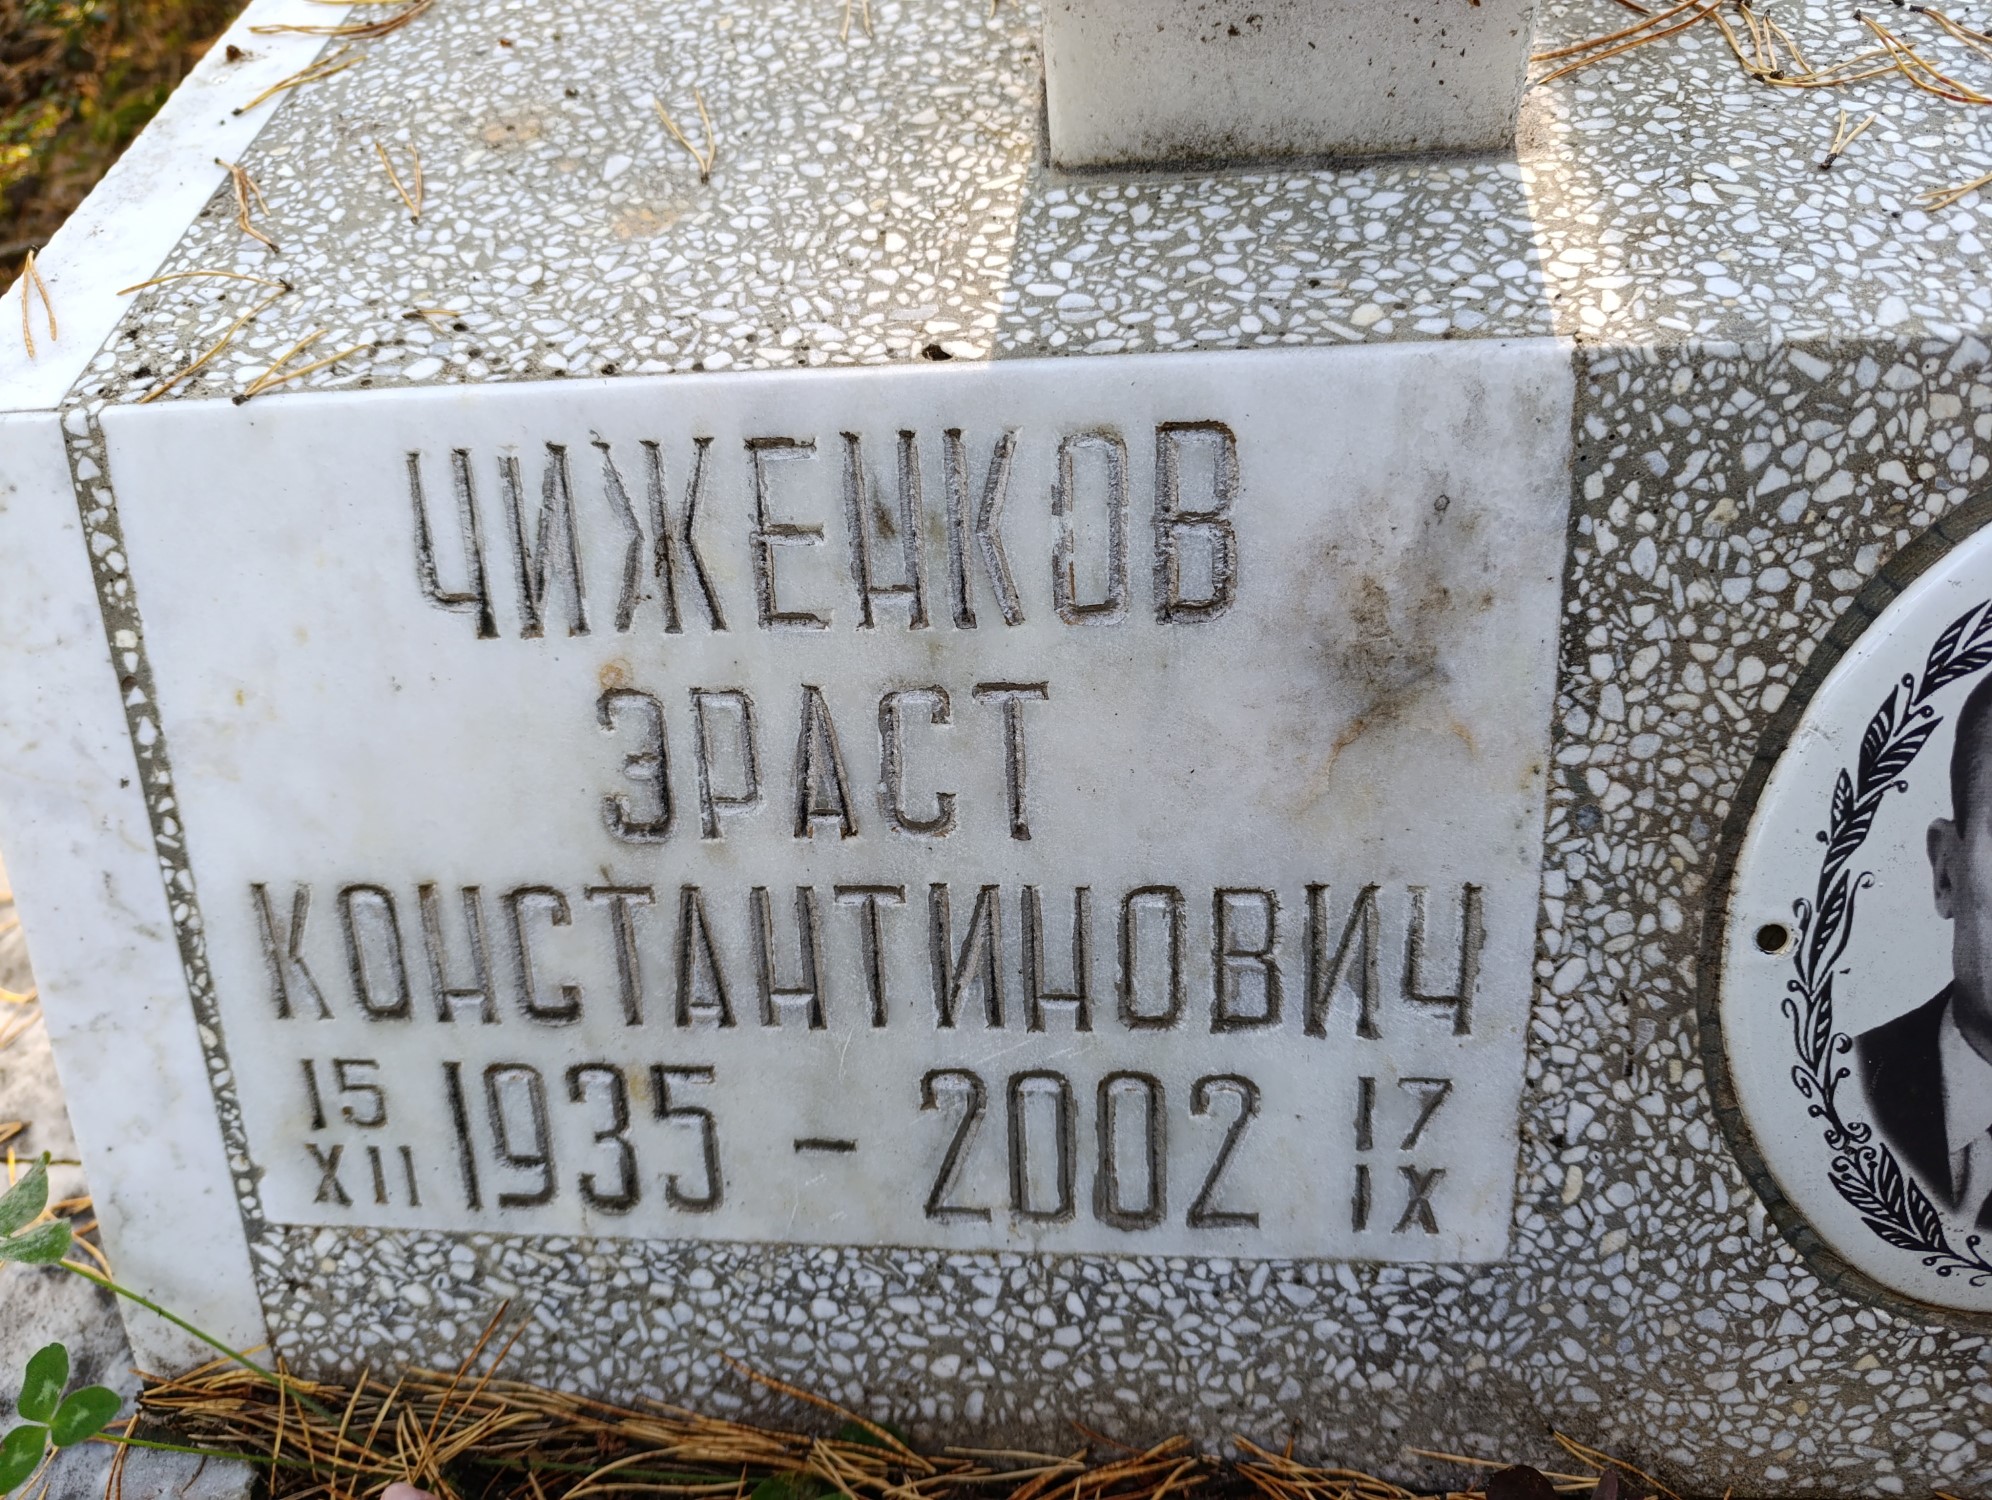 ЧИЖЕНКОВ
ЭРАСТ
КОНСТАНТИНОВИЧ
15 XII 1935 - 2002 17 IX